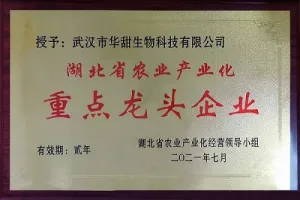 授予：武汉市华甜生物科技有限公司
湖北省农业产业化
重点龙头企业
湖北省农业产业化经营领导小组
有效期：贰年
二〇二一年七月